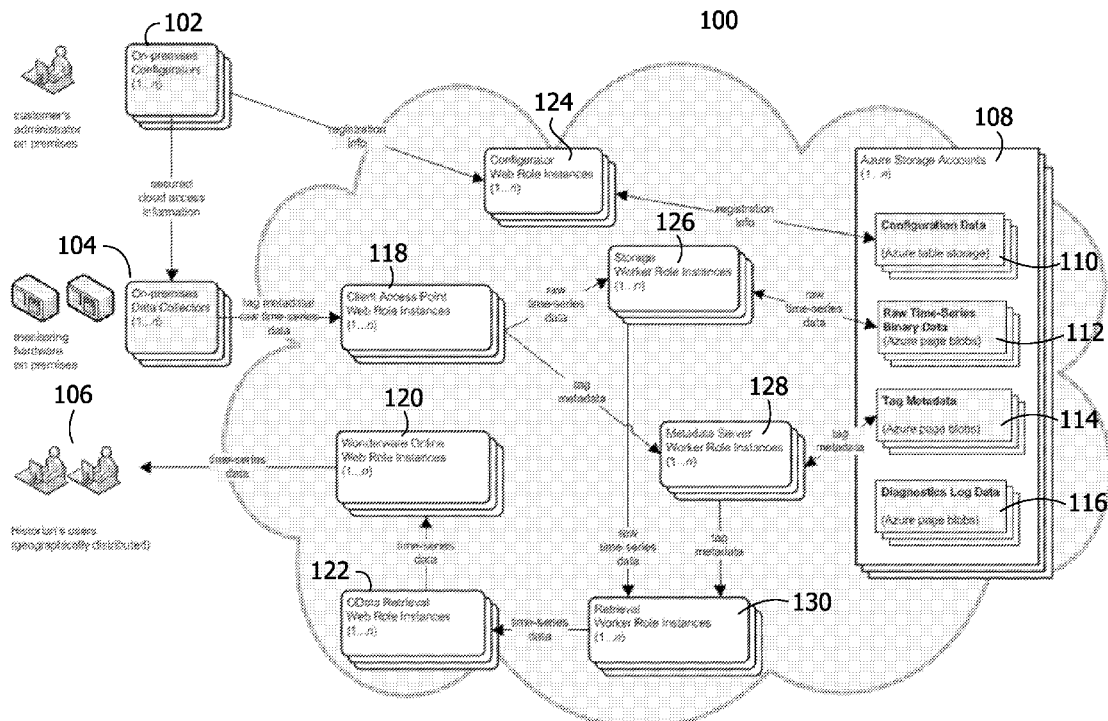 100
102
On-premises
Configurators
(1...n)
customer's
administrator
on premises
registration
info
secured
cloud access
information
124
Configurator
Web Role Instances
(1...n)
registration
info
108
Azure Storage Accounts
(1...n)
Configuration Data
(Azure table storage)
110
Raw Time-Series
Binary Data
(Azure page blobs)
112
Tag Metadata
(Azure page blobs)
114
Diagnostics Log Data
(Azure page blobs)
116
104
On-premises
Data Collectors
(1...n)
monitoring
hardware
on premises
tag metadata/
raw time-series
data
118
Client Access Point
Web Role Instances
(1...n)
raw
time-series
data
126
Storage
Worker Role Instances
(1...n)
raw
time-series
data
tag
metadata
128
Metadata Server
Worker Role Instances
(1...n)
tag
metadata
106
Historian's users
(geographically distributed)
time-series
data
120
Wonderware Online
Web Role Instances
(1...n)
time-series
data
raw
time-series
data
tag
metadata
122
OData Retrieval
Web Role Instances
(1...n)
time-series
data
Retrieval
Worker Role Instances
(1...n)
130